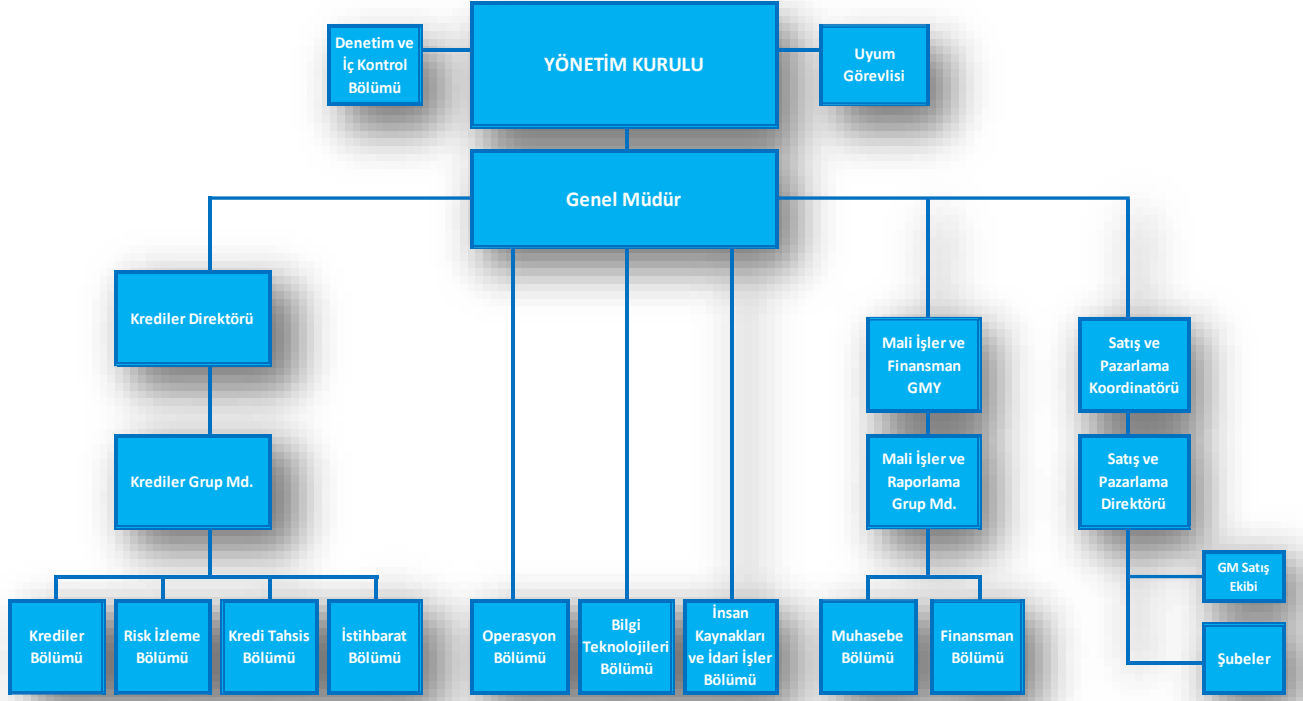 Denetim ve
İç Kontrol
Bölümü
YÖNETİM KURULU
Uyum
Görevlisi
Genel Müdür
Krediler Direktörü
Mali İşler ve
Finansman
GMY
Satış ve
Pazarlama
Koordinatörü
Krediler Grup Md.
Mali İşler ve
Raporlama
Grup Md.
Satış ve
Pazarlama
Direktörü
GM Satış
Ekibi
Krediler
Bölümü
Risk İzleme
Bölümü
Kredi Tahsis
Bölümü
İstihbarat
Bölümü
Operasyon
Bölümü
Bilgi
Teknolojileri
Bölümü
İnsan
Kaynakları
ve İdari İşler
Bölümü
Muhasebe
Bölümü
Finansman
Bölümü
Şubeler